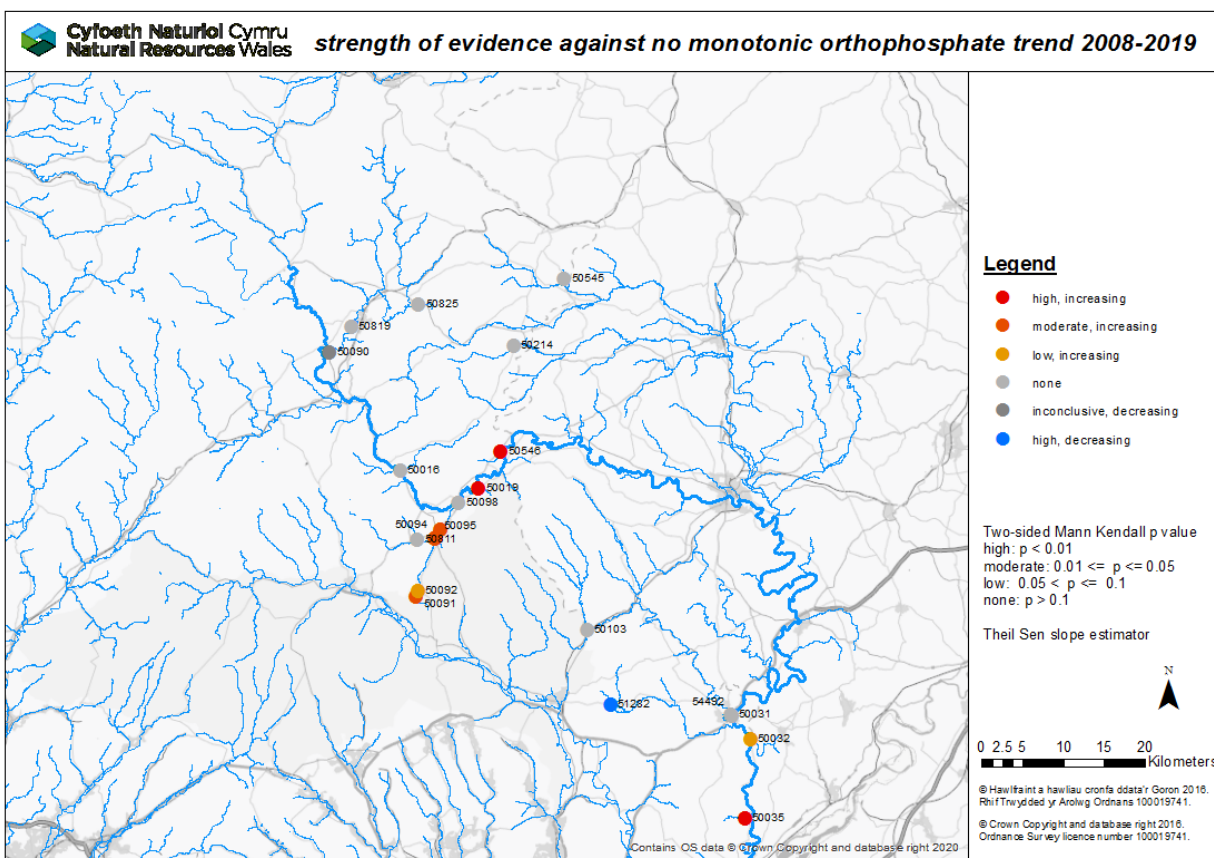 Cyfoeth Naturiol Cymru
Natural Resources Wales
strength of evidence against no monotonic orthophosphate trend 2008-2019
50545
50825
50819
50214
50090
50546
50016
50019
50098
50094
50095
50811
50092
50091
50103
51282
54492
50031
50032
50035
Contains OS data © Crown Copyright and database right 2020
Legend
high, increasing
moderate, increasing
low, increasing
none
inconclusive, decreasing
high, decreasing
Two-sided Mann Kendall p value
high: p < 0.01
moderate: 0.01 <= p <= 0.05
low: 0.05 < p <= 0.1
none: p > 0.1
Theil Sen slope estimator
N
0 2.5 5 10 15 20
Kilometers
© Hawlfraint a hawliau cronfa ddata'r Goron 2016.
Rhif Trwydded yr Arolwg Ordnans 100019741.
© Crown Copyright and database right 2016.
Ordnance Survey licence number 100019741.